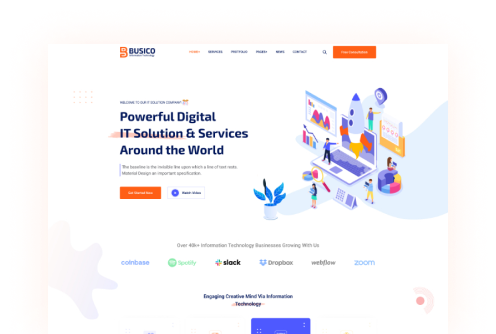 BUSICO
Information Technology
HOME+
SERVICES
PORTFOLIO
PAGES+
NEWS
CONTACT
Free Consultation
WELCOME TO OUR IT SOLUTION COMPANY
Powerful Digital
IT Solution & Services
Around the World
The baseline is the invisible line upon which a line of text rests.
Material Design an important specification
Get Started Now
Watch Video
Over 40k+ Information Technology Businesses Growing With Us.
coinbase
Spotify
slack
Dropbox
webflow
zoom
Engaging Creative Mind Via Information
Technology